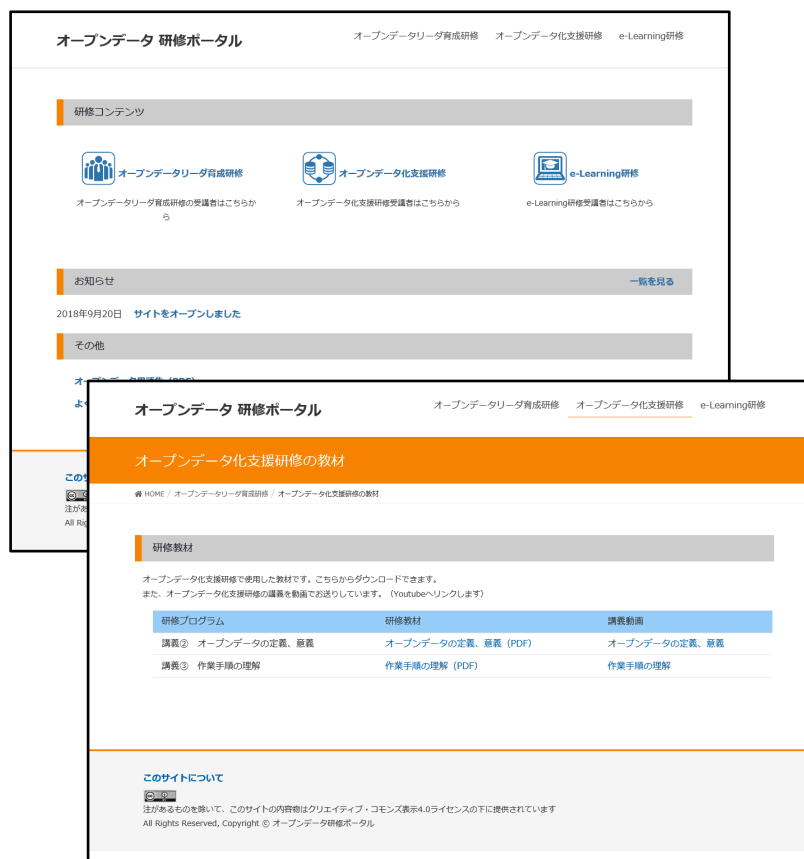 オープンデータ 研修ポータル
オープンデータリーダ育成研修 オープンデータ化支援研修 e-Learning研修
研修コンテンツ
オープンデータリーダ育成研修 オープンデータ化支援研修 e-Learning研修
オープンデータリーダ育成研修の受講者はこちらか
ら
オープンデータ化支援研修受講者はこちらから
e-Learning研修受講者はこちらから
お知らせ 一覧を見る
2018年9月20日 サイトをオープンしました
その他
よく
このサ
注があ
All Rig
オープンデータ 研修ポータル
オープンデータリーダ育成研修 オープンデータ化支援研修 e-Learning研修
オープンデータ化支援研修の教材
HOME / オープンデータリーダ育成研修 / オープンデータ化支援研修の教材
研修教材
オープンデータ化支援研修で使用した教材です。こちらからダウンロードできます。
また、オープンデータ化支援研修の講義を動画でお送りしています。（Youtubeへリンクします）
研修プログラム 研修教材 講義動画
講義② オープンデータの定義、意義 オープンデータの定義、意義（PDF） オープンデータの定義、意義
講義③ 作業手順の理解 作業手順の理解（PDF） 作業手順の理解
このサイトについて
注があるものを除いて、このサイトの内容物はクリエイティブ・コモンズ表示4.0ライセンスの下に提供されています
All Rights Reserved, Copyright © オープンデータ研修ポータル